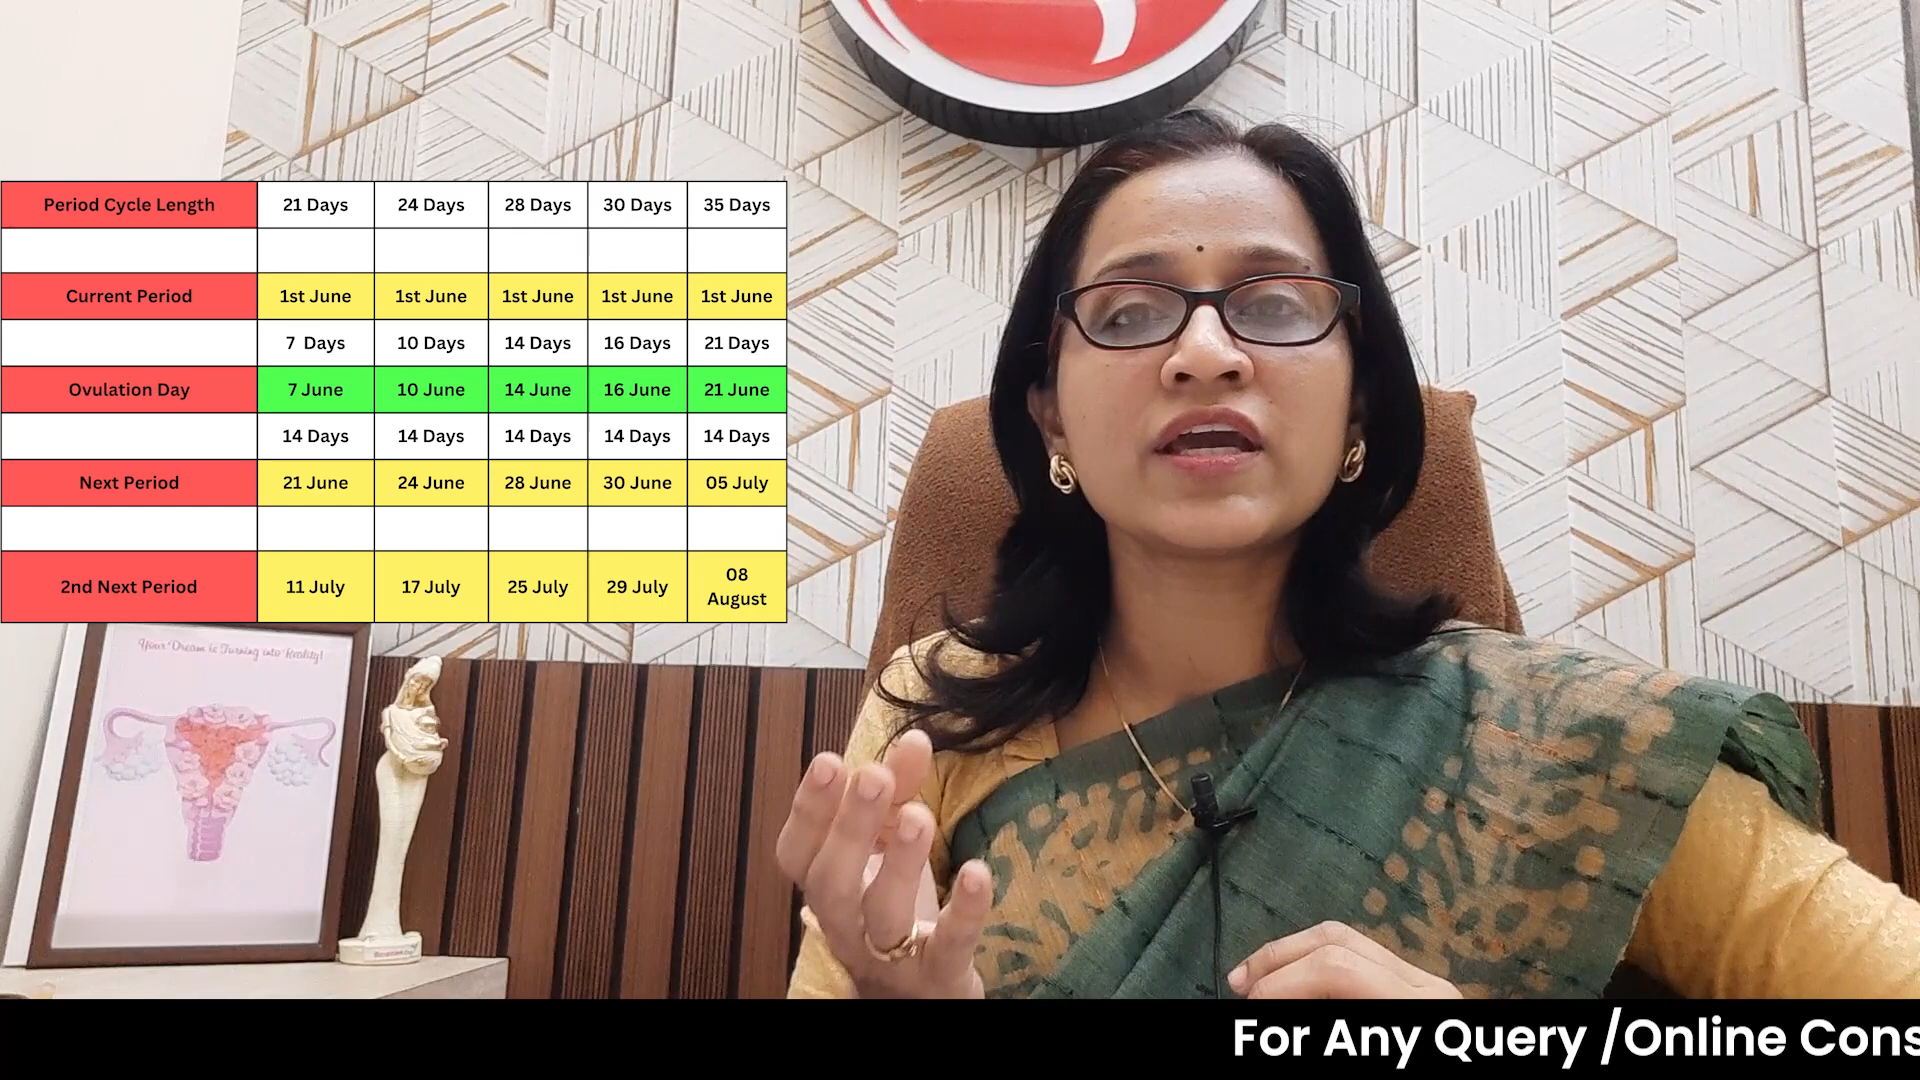 Period Cycle Length 21 Days 24 Days 28 Days 30 Days 35 Days
Current Period 1st June 1st June 1st June 1st June 1st June
7 Days 10 Days 14 Days 16 Days 21 Days
Ovulation Day 7 June 10 June 14 June 16 June 21 June
14 Days 14 Days 14 Days 14 Days 14 Days
Next Period 21 June 24 June 28 June 30 June 05 July
2nd Next Period 11 July 17 July 25 July 29 July 08 August
Your Dream is Turning into Reality!
For Any Query /Online Cons